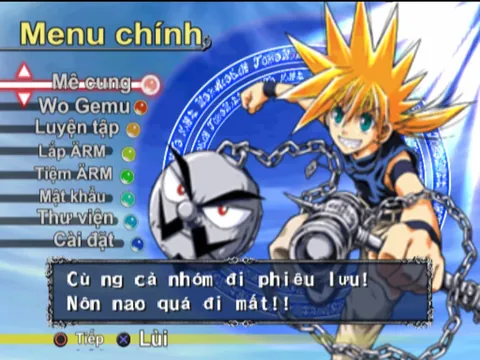 Menu chính
Mê cung
Wo Gemu
Luyện tập
Lắp ÄRM
Tiệm ÄRM
Mật khẩu
Thư viện
Cài đặt
Cù ng cả nhóm đi phiêu lưu!
Nôn nao quá đi mất!!
Tiếp
Lùi